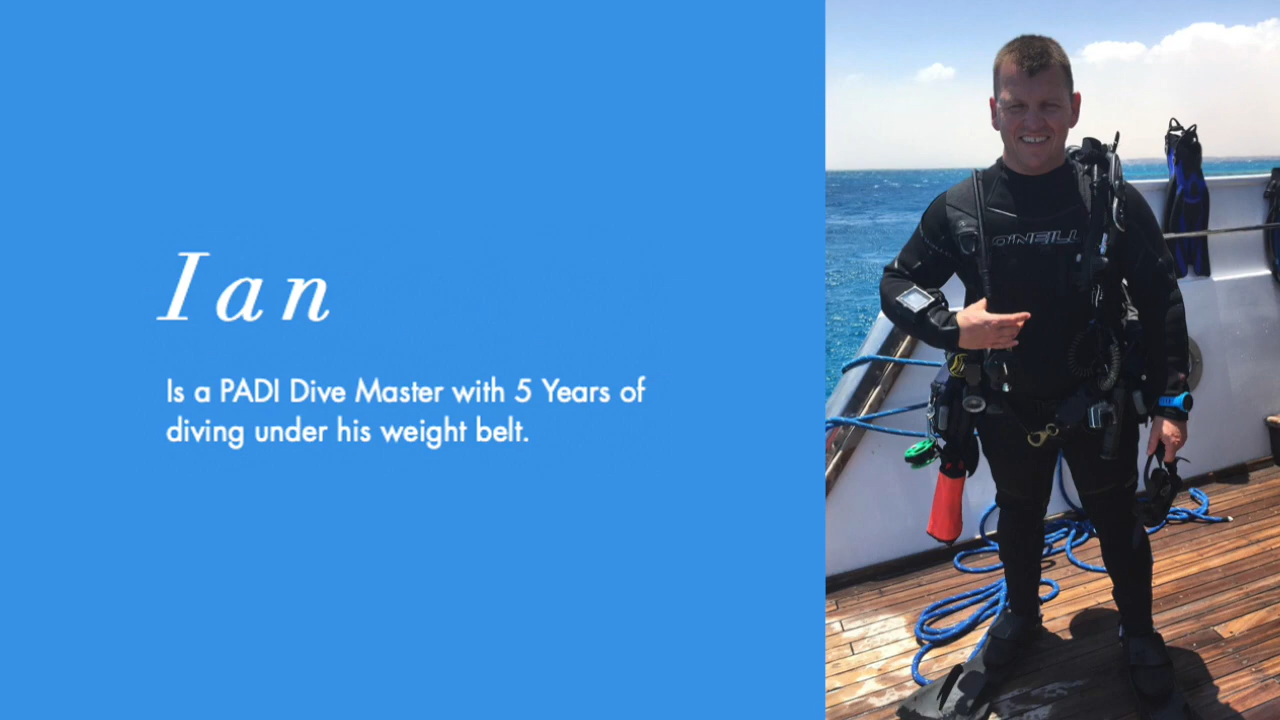 Ian
Is a PADI Dive Master with 5 Years of
diving under his weight belt.
O'NEILL